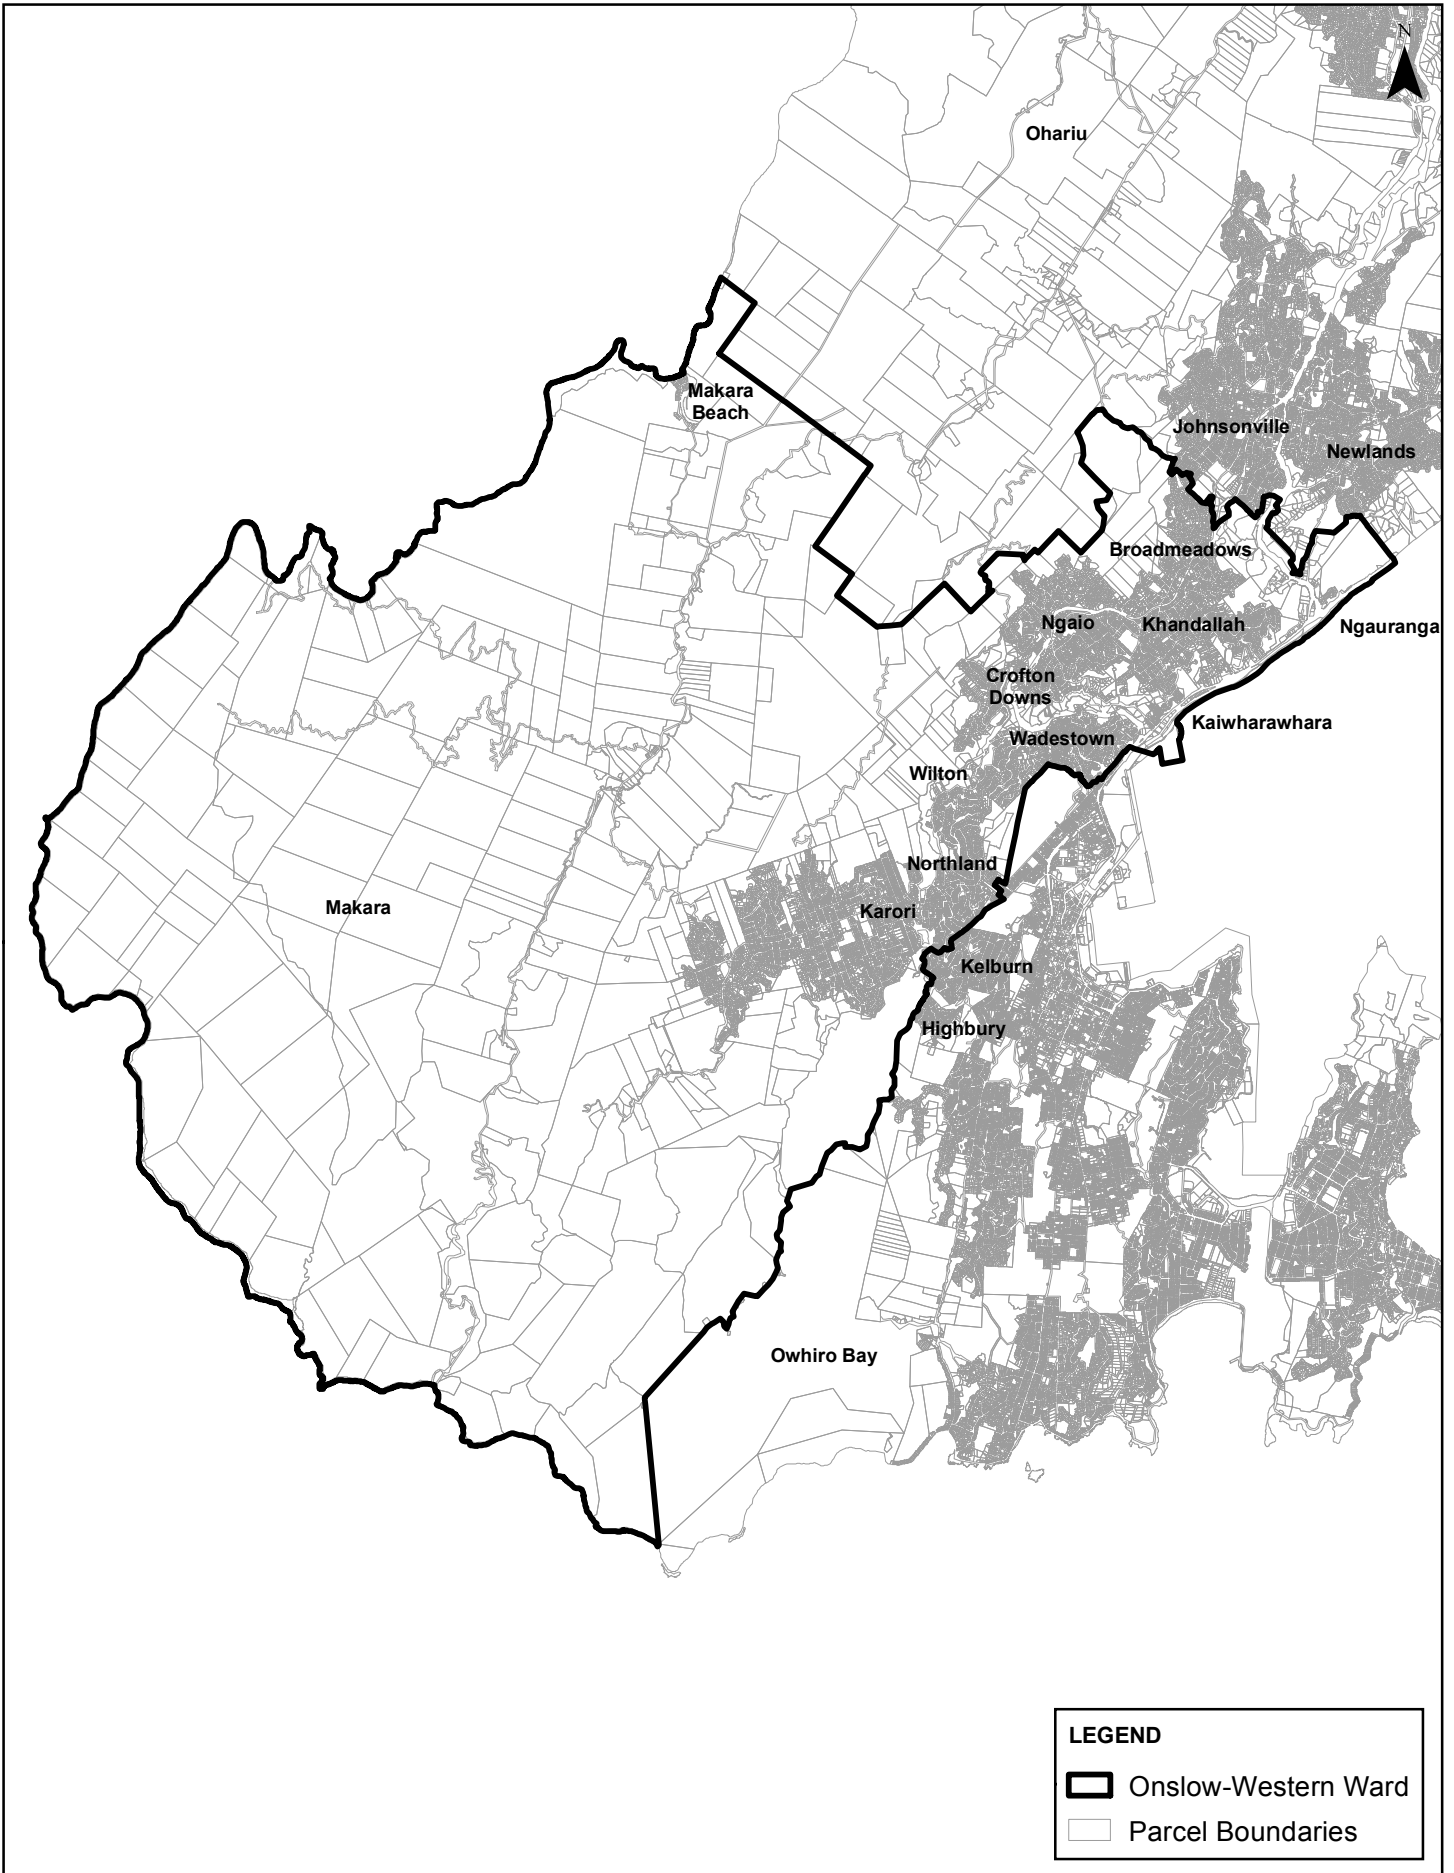 N
Ohariu
Makara
Beach
Johnsonville
Newlands
Broadmeadows
Ngaio
Khandallah
Ngauranga
Crofton
Downs
Kaiwharawhara
Wadestown
Wilton
Northland
Makara
Karori
Kelburn
Highbury
Owhiro Bay
LEGEND
Onslow-Western Ward
Parcel Boundaries